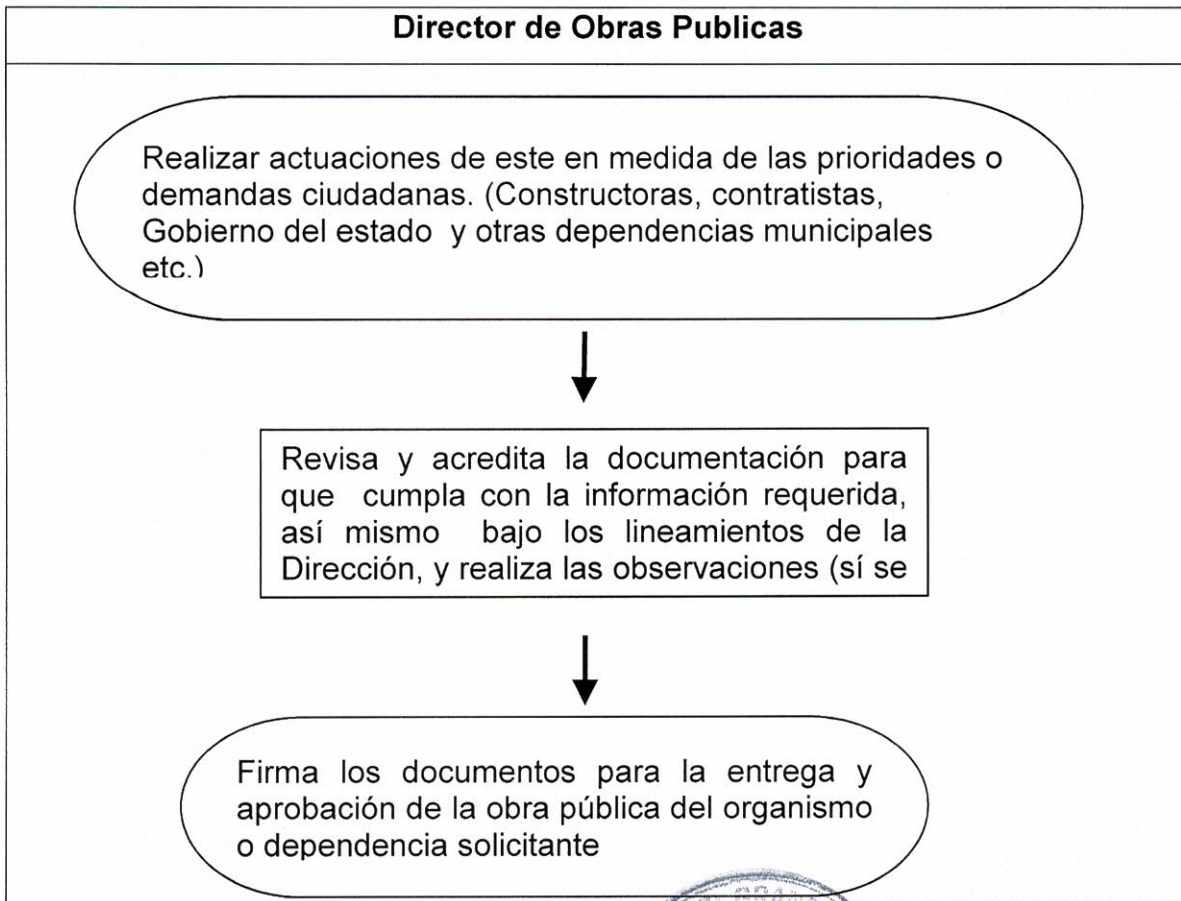 Director de Obras Publicas
Realizar actuaciones de este en medida de las prioridades o
demandas ciudadanas. (Constructoras, contratistas,
Gobierno del estado y otras dependencias municipales
etc.)
Revisa y acredita la documentación para
que cumpla con la información requerida,
así mismo bajo los lineamientos de la
Dirección, y realiza las observaciones (sí se
Firma los documentos para la entrega y
aprobación de la obra pública del organismo
o dependencia solicitante